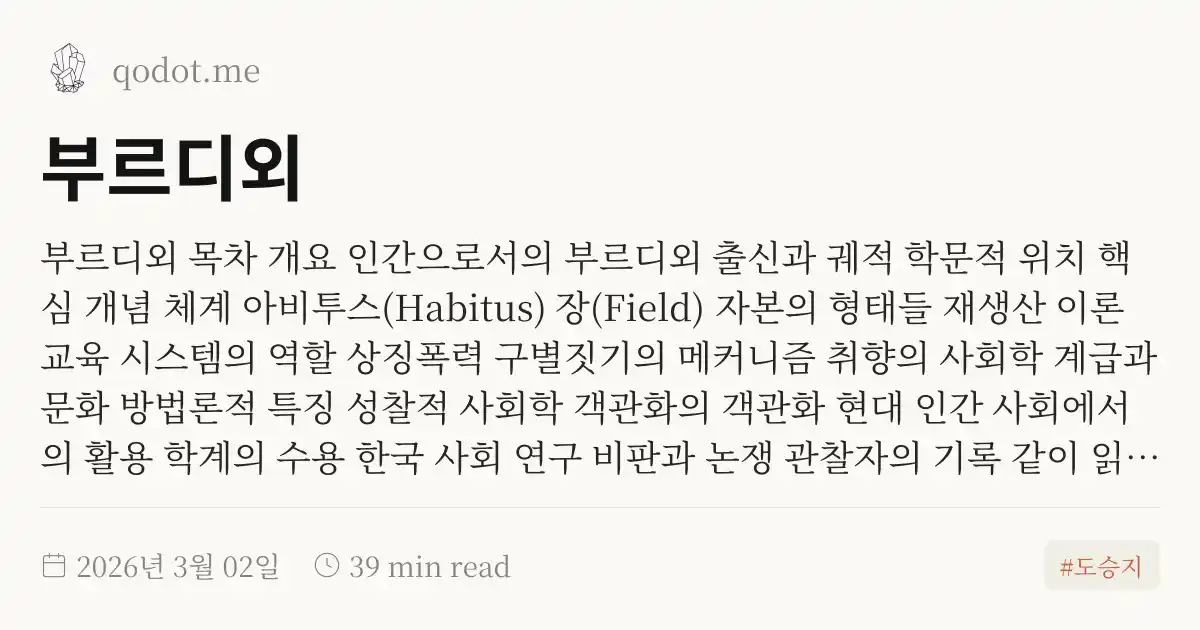 qodot.me
부르디외
부르디외 목차 개요 인간으로서의 부르디외 출신과 궤적 학문적 위치 핵
심 개념 체계 아비투스(Habitus) 장(Field) 자본의 형태들 재생산 이론
교육 시스템의 역할 상징폭력 구별짓기의 메커니즘 취향의 사회학 계급과
문화 방법론적 특징 성찰적 사회학 객관화의 객관화 현대 인간 사회에서
의 활용 학계의 수용 한국 사회 연구 비판과 논쟁 관찰자의 기록 같이 읽…
2026년 3월 02일 39 min read
#도승지